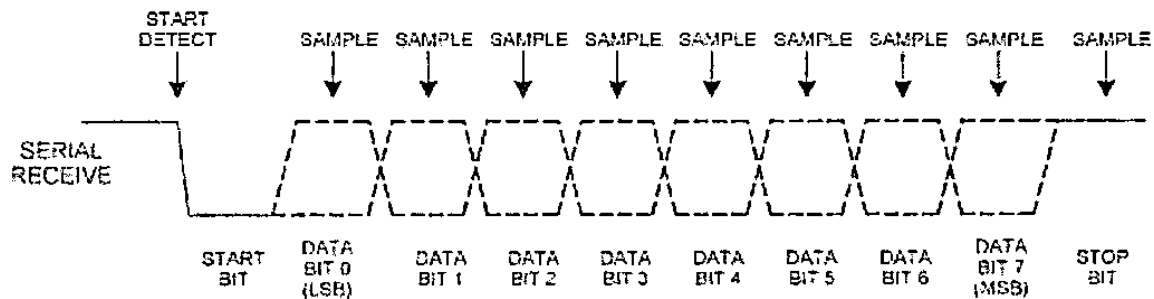 START
DETECT
SAMPLE SAMPLE SAMPLE SAMPLE SAMPLE SAMPLE SAMPLE SAMPLE SAMPLE
SERIAL
RECEIVE
START
BIT
DATA
BIT 0
(LSB)
DATA
BIT 1
DATA
BIT 2
DATA
BIT 3
DATA
BIT 4
DATA
BIT 5
DATA
BIT 6
DATA
BIT 7
(MSB)
STOP
BIT